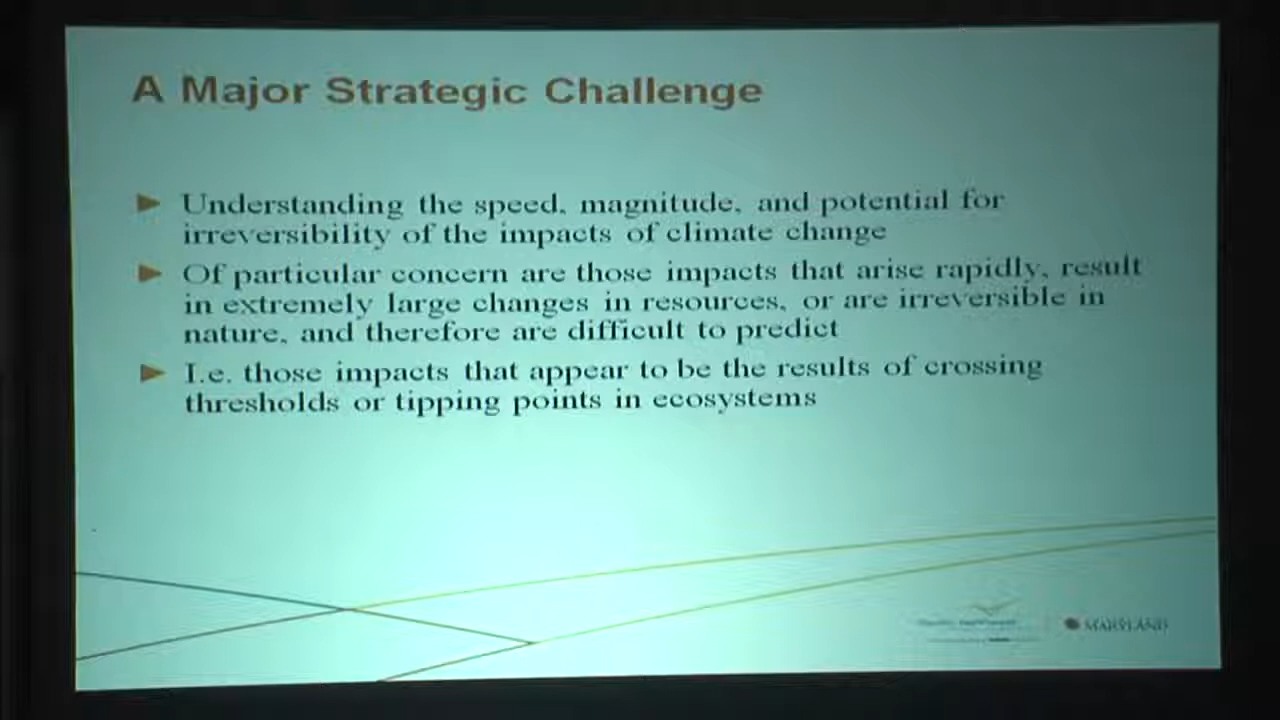 A Major Strategic Challenge
Understanding the speed, magnitude, and potential for
irreversibility of the impacts of climate change
Of particular concern are those impacts that arise rapidly, result
in extremely large changes in resources, or are irreversible in
nature, and therefore are difficult to predict
I.e. those impacts that appear to be the results of crossing
thresholds or tipping points in ecosystems
MARYLAND